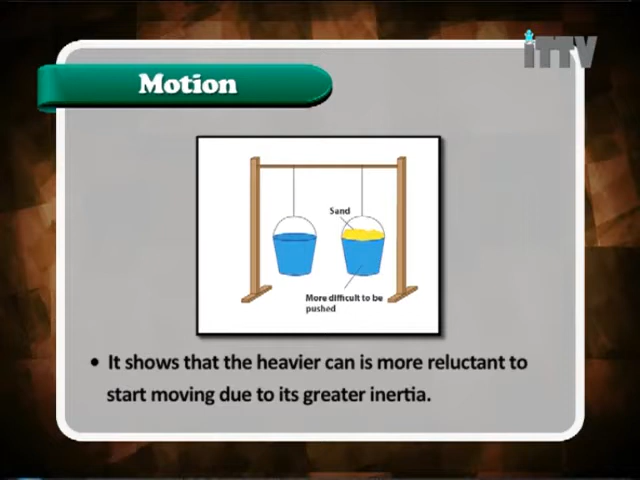 iTTV
Motion
Sand
More difficult to be
pushed
• It shows that the heavier can is more reluctant to
start moving due to its greater inertia.